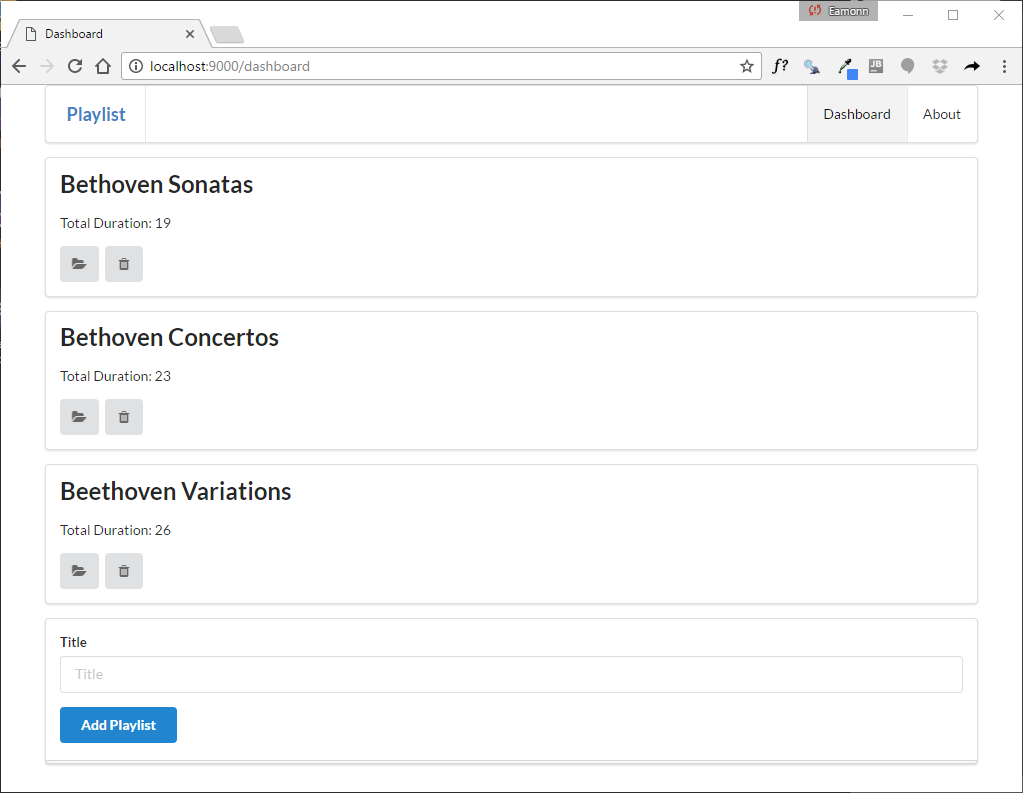 Eamonn
Dashboard
localhost:9000/dashboard
f?
JB
Playlist
Dashboard
About
Bethoven Sonatas
Total Duration: 19
Bethoven Concertos
Total Duration: 23
Beethoven Variations
Total Duration: 26
Title
Title
Add Playlist